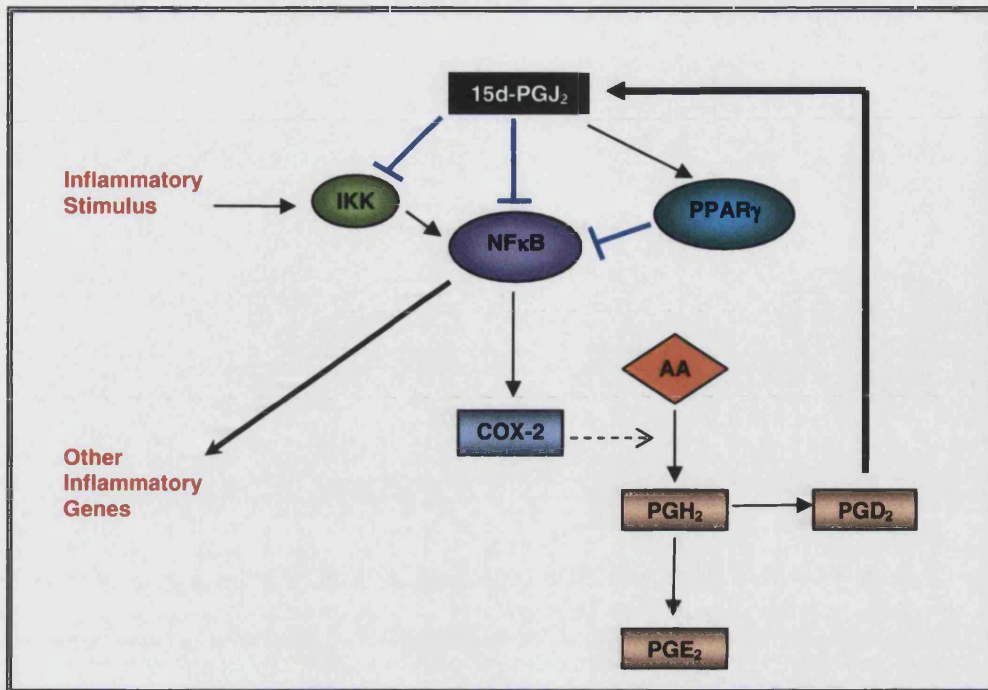 15d-PGJ₂
Inflammatory
Stimulus
IKK
PPARγ
NFκB
AA
COX-2
Other
Inflammatory
Genes
PGH₂
PGD₂
PGE₂